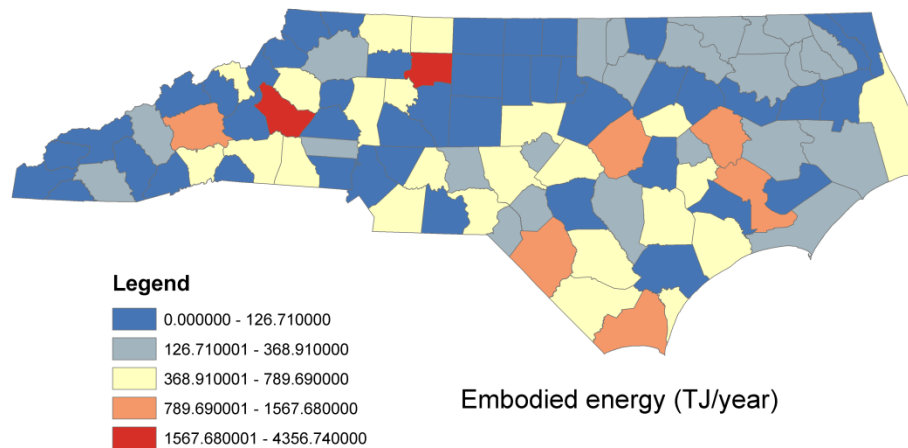 Legend
0.000000 - 126.710000
126.710001 - 368.910000
368.910001 - 789.690000
789.690001 - 1567.680000
1567.680001 - 4356.740000
Embodied energy (TJ/year)